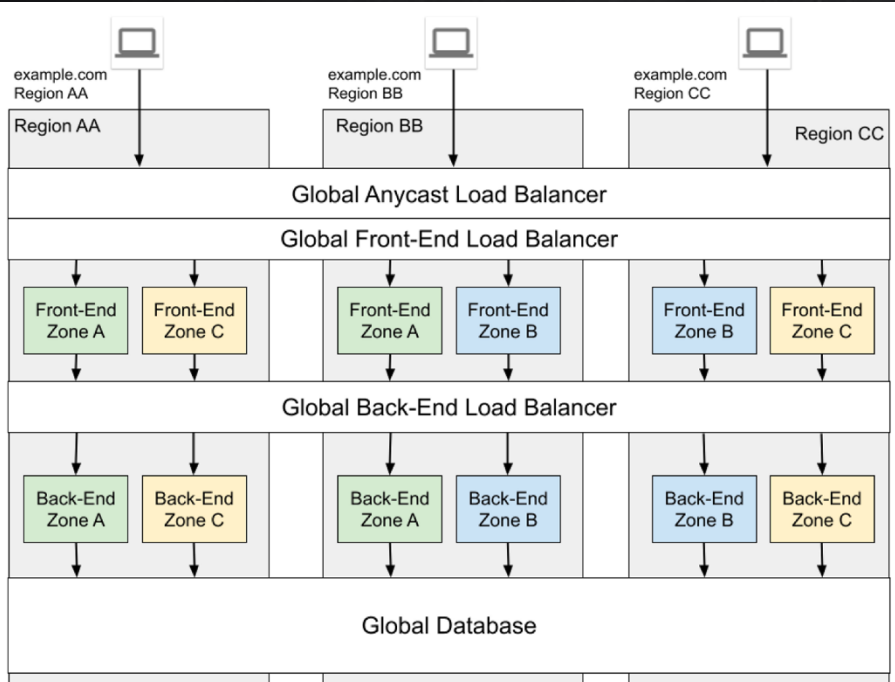 example.com
Region AA
example.com
Region BB
example.com
Region CC
Region AA
Region BB
Region CC
Global Anycast Load Balancer
Global Front-End Load Balancer
Front-End
Zone A
Front-End
Zone C
Front-End
Zone A
Front-End
Zone B
Front-End
Zone B
Front-End
Zone C
Global Back-End Load Balancer
Back-End
Zone A
Back-End
Zone C
Back-End
Zone A
Back-End
Zone B
Back-End
Zone B
Back-End
Zone C
Global Database